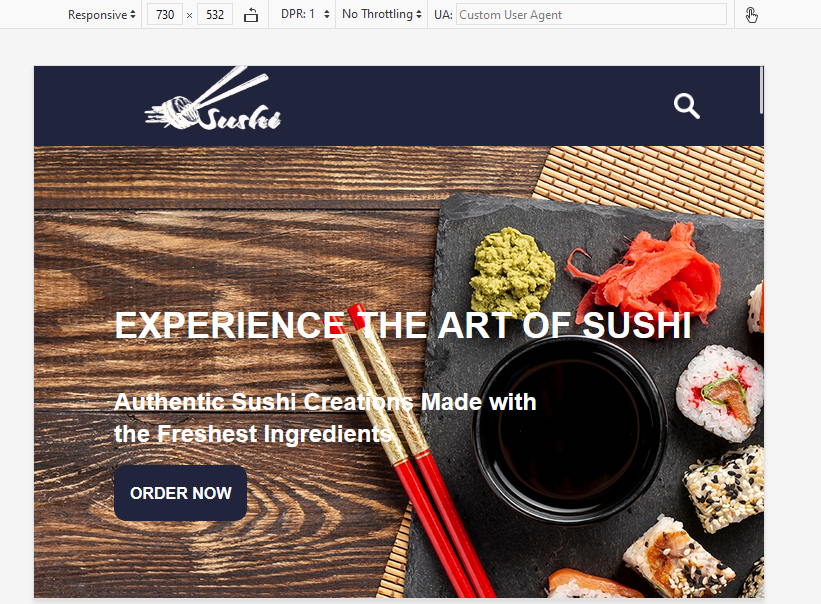 Responsive 730 × 532 DPR: 1 No Throttling UA: Custom User Agent
Sushi
EXPERIENCE THE ART OF SUSHI
Authentic Sushi Creations Made with
the Freshest Ingredients.
ORDER NOW